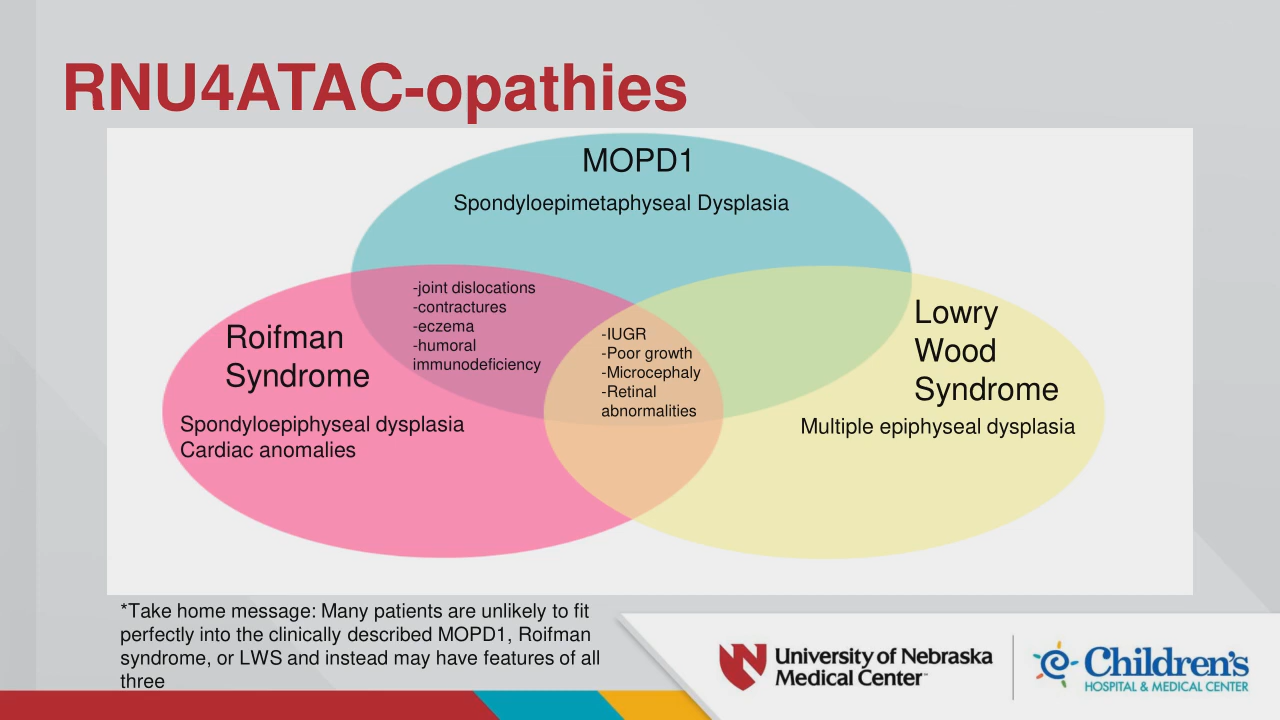 RNU4ATAC-opathies
MOPD1
Spondyloepimetaphyseal Dysplasia
-joint dislocations
-contractures
-eczema
-humoral
immunodeficiency
-IUGR
-Poor growth
-Microcephaly
-Retinal
abnormalities
Roifman
Syndrome
Spondyloepiphyseal dysplasia
Cardiac anomalies
Lowry
Wood
Syndrome
Multiple epiphyseal dysplasia
*Take home message: Many patients are unlikely to fit
perfectly into the clinically described MOPD1, Roifman
syndrome, or LWS and instead may have features of all
three
N
University of Nebraska
Medical Center™
Children's
HOSPITAL & MEDICAL CENTER